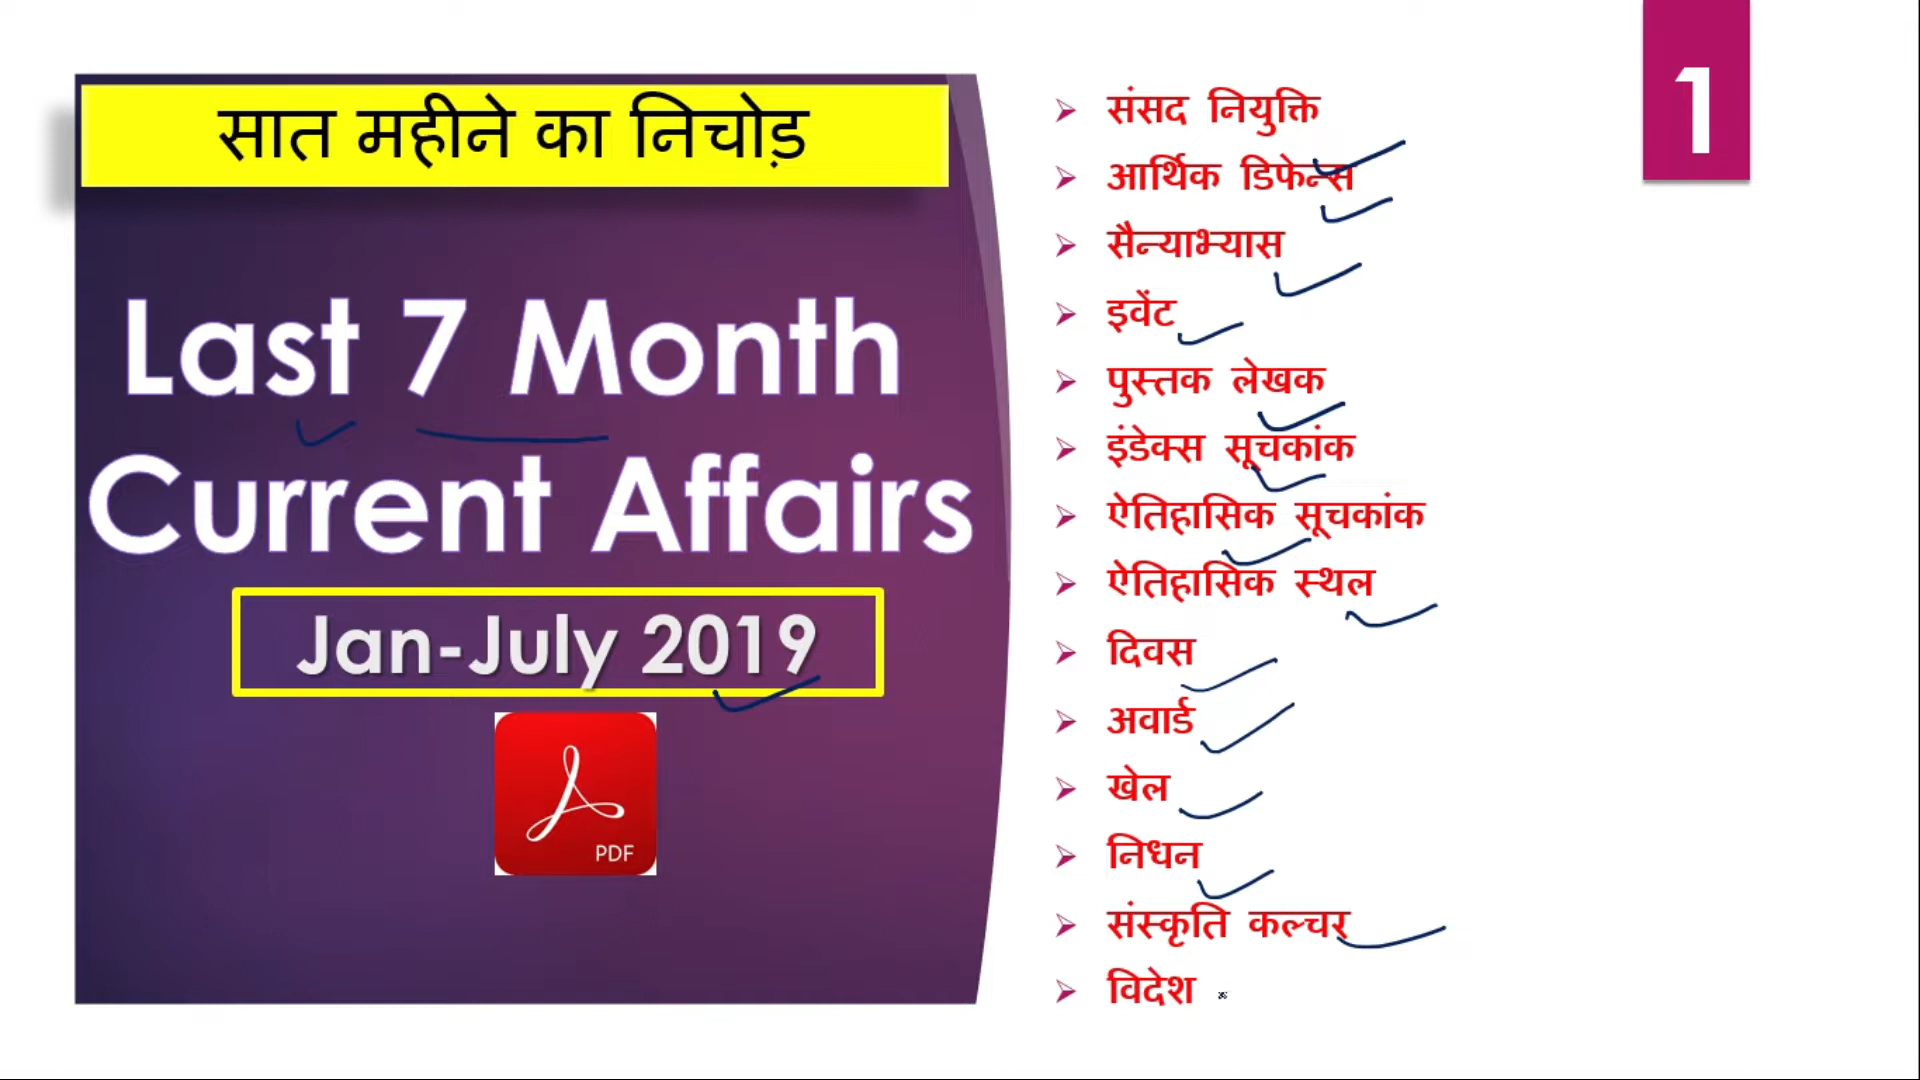 सात महीने का निचोड़
Last 7 Month
Current Affairs
Jan-July 2019
PDF
संसद नियुक्ति
आर्थिक डिफेन्स
सैन्याभ्यास
इवेंट
पुस्तक लेखक
इंडेक्स सूचकांक
ऐतिहासिक सूचकांक
ऐतिहासिक स्थल
दिवस
अवार्ड
खेल
निधन
संस्कृति कल्चर
विदेश
1